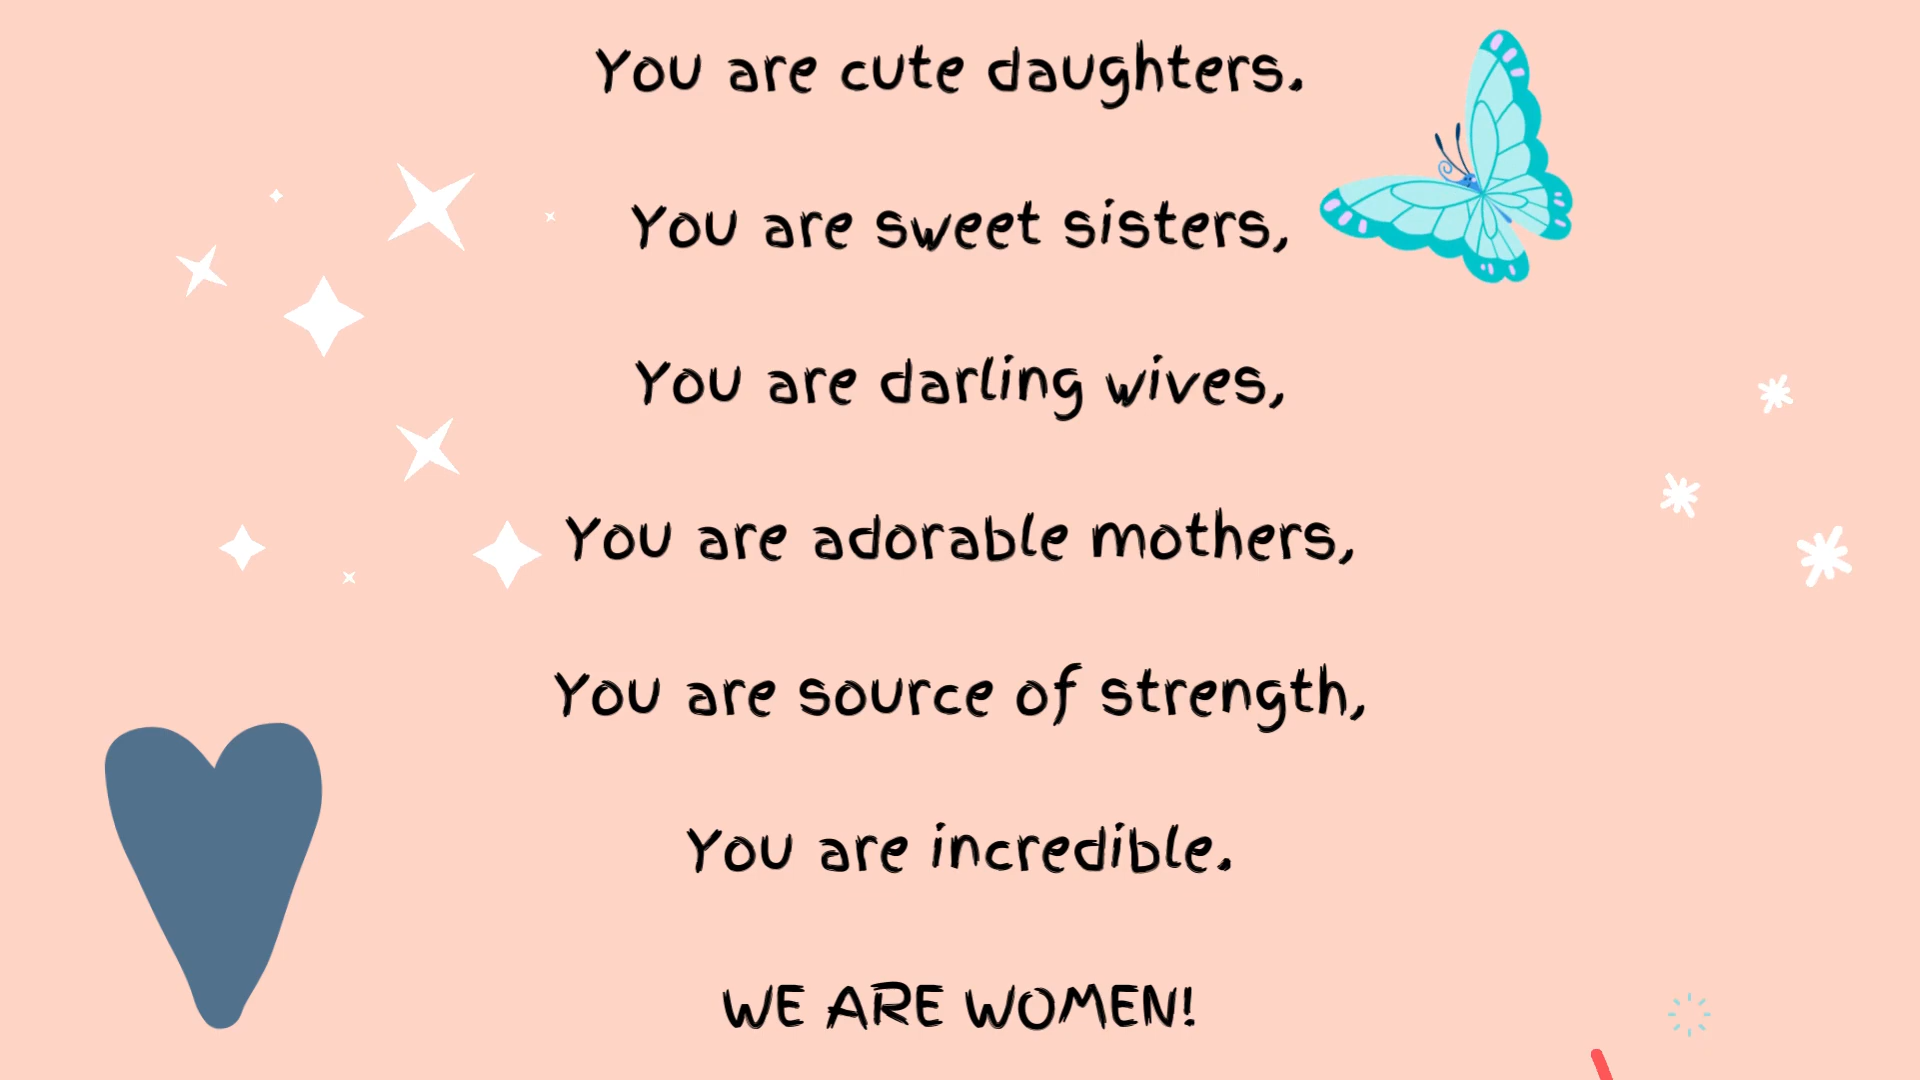 You are cute daughters.
You are sweet sisters,
You are darling wives,
You are adorable mothers,
You are source of strength,
You are incredible.
WE ARE WOMEN!